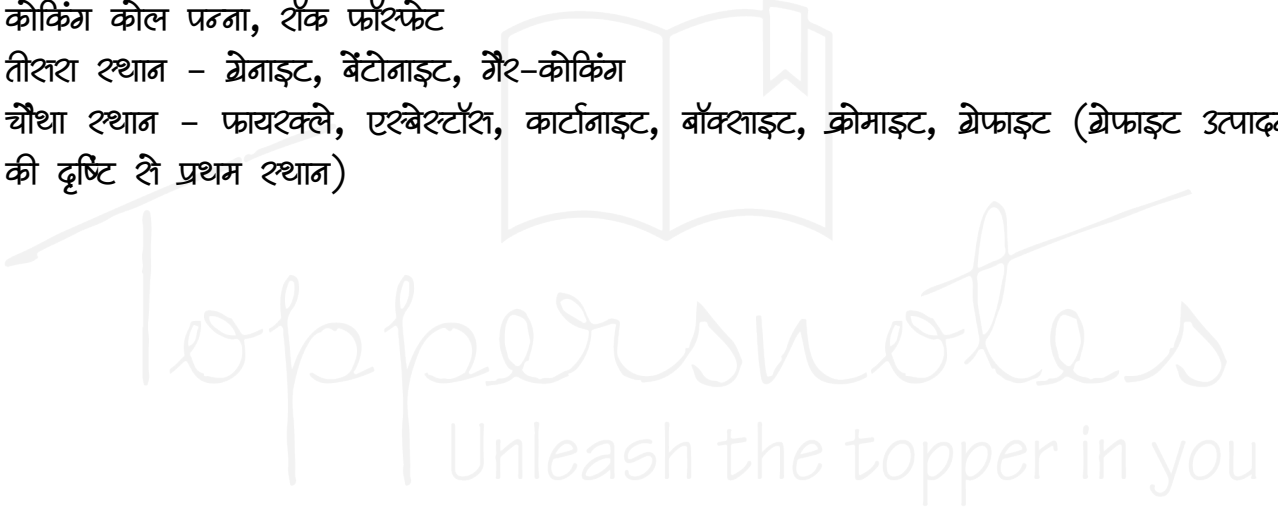 कोकिंग कोल पन्ना, रॉक फॉस्फेट
तीसरा स्थान – ग्रेनाइट, बेंटोनाइट, गैर-कोकिंग
चौथा स्थान – फायरक्ले, एस्बेस्टॉस, कार्टानाइट, बॉक्साइट, क्रोमाइट, ग्रेफाइट (ग्रेफाइट उत्पादन
की दृष्टि से प्रथम स्थान)
Toppersnotes
Unleash the topper in you